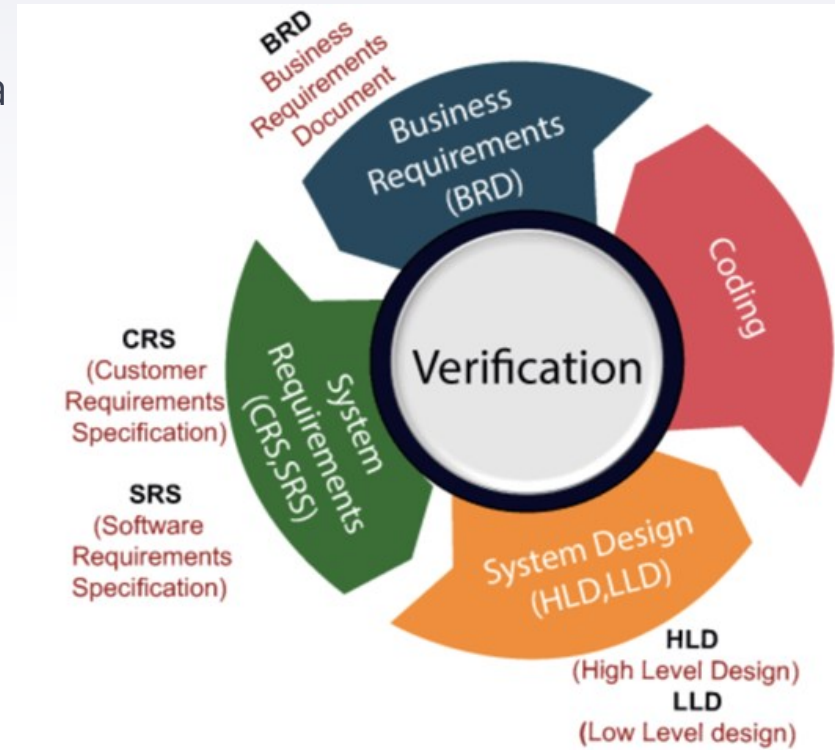 a
BRD
Business
Requirements
Document
Business
Requirements
(BRD)
Coding
Verification
System
Requirements
(CRS,SRS)
CRS
(Customer
Requirements
Specification)
SRS
(Software
Requirements
Specification)
System Design
(HLD,LLD)
HLD
(High Level Design)
LLD
(Low Level design)